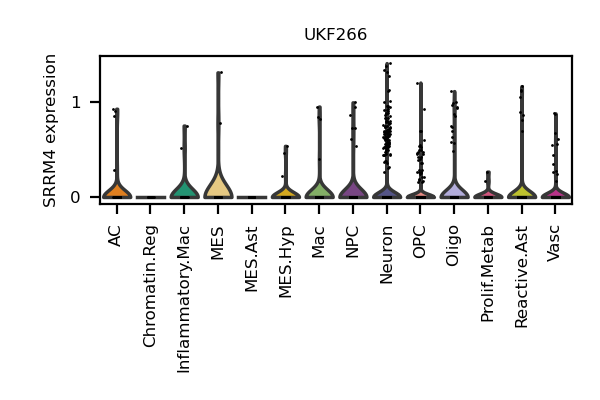 UKF266
SRRM4 expression
1
0
AC
Chromatin.Reg
Inflammatory.Mac
MES
MES.Ast
MES.Hyp
Mac
NPC
Neuron
OPC
Oligo
Prolif.Metab
Reactive.Ast
Vasc